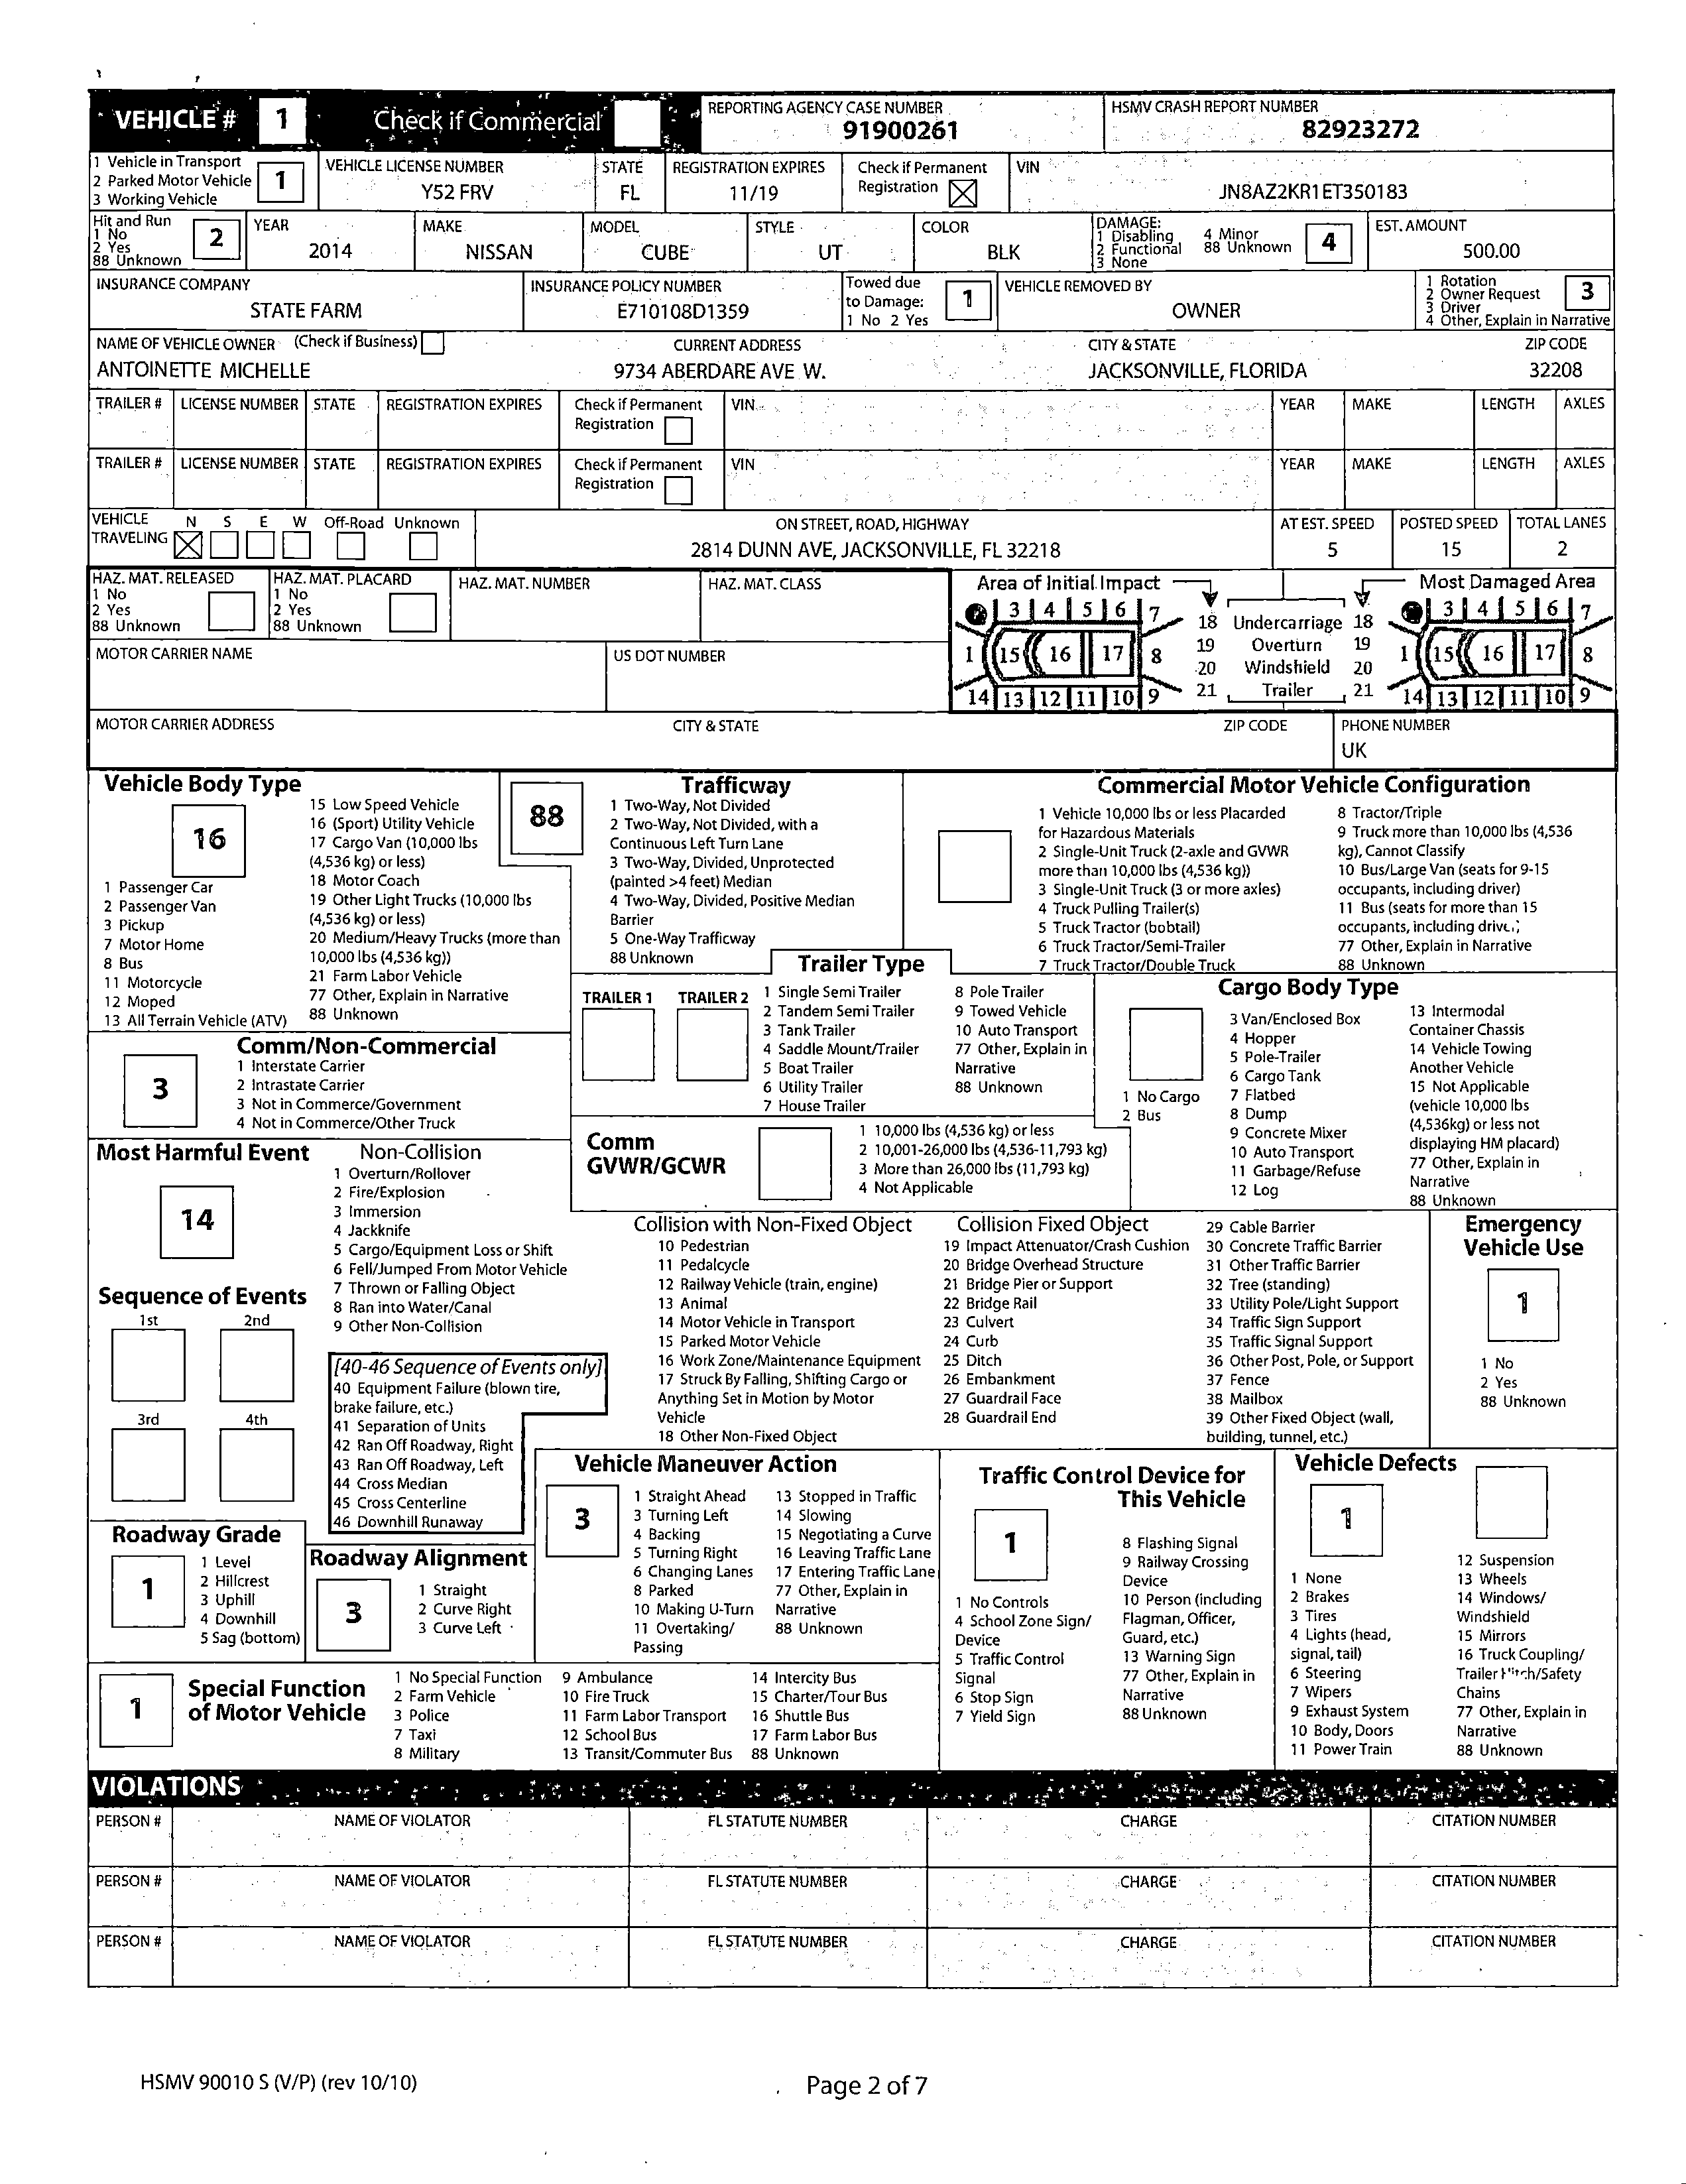 VEHICLE # 1 Check if Commercial REPORTING AGENCY CASE NUMBER 91900261 HSMV CRASH REPORT NUMBER 82923272
1 Vehicle in Transport
2 Parked Motor Vehicle
3 Working Vehicle
1
VEHICLE LICENSE NUMBER Y52 FRV
STATE FL
REGISTRATION EXPIRES 11/19
Check if Permanent Registration
VIN JN8AZ2KR1ET350183
Hit and Run
1 No
2 Yes
88 Unknown
2
YEAR 2014
MAKE NISSAN
MODEL CUBE
STYLE UT
COLOR BLK
DAMAGE:
1 Disabling 4 Minor
2 Functional 88 Unknown
3 None
4
EST. AMOUNT 500.00
INSURANCE COMPANY STATE FARM
INSURANCE POLICY NUMBER E710108D1359
Towed due
to Damage:
1 No 2 Yes
1
VEHICLE REMOVED BY OWNER
1 Rotation
2 Owner Request
3 Driver
4 Other, Explain in Narrative
3
NAME OF VEHICLE OWNER (Check if Business) CURRENT ADDRESS CITY & STATE ZIP CODE
ANTOINETTE MICHELLE 9734 ABERDARE AVE W. JACKSONVILLE, FLORIDA 32208
TRAILER # LICENSE NUMBER STATE REGISTRATION EXPIRES Check if Permanent Registration VIN YEAR MAKE LENGTH AXLES
TRAILER # LICENSE NUMBER STATE REGISTRATION EXPIRES Check if Permanent Registration VIN YEAR MAKE LENGTH AXLES
VEHICLE TRAVELING N S E W Off-Road Unknown
ON STREET, ROAD, HIGHWAY
2814 DUNN AVE, JACKSONVILLE, FL 32218
AT EST. SPEED 5
POSTED SPEED 15
TOTAL LANES 2
HAZ. MAT. RELEASED
1 No
2 Yes
88 Unknown
HAZ. MAT. PLACARD
1 No
2 Yes
88 Unknown
HAZ. MAT. NUMBER
HAZ. MAT. CLASS
MOTOR CARRIER NAME
US DOT NUMBER
Area of Initial Impact Most Damaged Area
3 4 5 6 7
1 15 16 17 8
14 13 12 11 10 9
18 Undercarriage 18
19 Overturn 19
20 Windshield 20
21 Trailer 21
3 4 5 6 7
1 15 16 17 8
14 13 12 11 10 9
MOTOR CARRIER ADDRESS CITY & STATE ZIP CODE PHONE NUMBER
UK
Vehicle Body Type
16
1 Passenger Car
2 Passenger Van
3 Pickup
7 Motor Home
8 Bus
11 Motorcycle
12 Moped
13 All Terrain Vehicle (ATV)
15 Low Speed Vehicle
16 (Sport) Utility Vehicle
17 Cargo Van (10,000 lbs
(4,536 kg) or less)
18 Motor Coach
19 Other Light Trucks (10,000 lbs
(4,536 kg) or less)
20 Medium/Heavy Trucks (more than
10,000 lbs (4,536 kg))
21 Farm Labor Vehicle
77 Other, Explain in Narrative
88 Unknown
88
Trafficway
1 Two-Way, Not Divided
2 Two-Way, Not Divided, with a
Continuous Left Turn Lane
3 Two-Way, Divided, Unprotected
(painted >4 feet) Median
4 Two-Way, Divided, Positive Median
Barrier
5 One-Way Trafficway
88 Unknown
Commercial Motor Vehicle Configuration
1 Vehicle 10,000 lbs or less Placarded
for Hazardous Materials
2 Single-Unit Truck (2-axle and GVWR
more than 10,000 lbs (4,536 kg))
3 Single-Unit Truck (3 or more axles)
4 Truck Pulling Trailer(s)
5 Truck Tractor (bobtail)
6 Truck Tractor/Semi-Trailer
7 Truck Tractor/Double Truck
8 Tractor/Triple
9 Truck more than 10,000 lbs (4,536
kg), Cannot Classify
10 Bus/Large Van (seats for 9-15
occupants, including driver)
11 Bus (seats for more than 15
occupants, including
77 Other, Explain in Narrative
88 Unknown
Comm/Non-Commercial
3
1 Interstate Carrier
2 Intrastate Carrier
3 Not in Commerce/Government
4 Not in Commerce/Other Truck
Trailer Type
TRAILER 1 TRAILER 2
1 Single Semi Trailer
2 Tandem Semi Trailer
3 Tank Trailer
4 Saddle Mount/Trailer
5 Boat Trailer
6 Utility Trailer
7 House Trailer
8 Pole Trailer
9 Towed Vehicle
10 Auto Transport
77 Other, Explain in
Narrative
88 Unknown
Cargo Body Type
1 No Cargo
2 Bus
3 Van/Enclosed Box
4 Hopper
5 Pole-Trailer
6 Cargo Tank
7 Flatbed
8 Dump
9 Concrete Mixer
10 Auto Transport
11 Garbage/Refuse
12 Log
13 Intermodal
Container Chassis
14 Vehicle Towing
Another Vehicle
15 Not Applicable
(vehicle 10,000 lbs
(4,536kg) or less not
displaying HM placard)
77 Other, Explain in
Narrative
88 Unknown
Comm
GVWR/GCWR
1 10,000 lbs (4,536 kg) or less
2 10,001-26,000 lbs (4,536-11,793 kg)
3 More than 26,000 lbs (11,793 kg)
4 Not Applicable
Most Harmful Event
14
Sequence of Events
1st 2nd
3rd 4th
Non-Collision
1 Overturn/Rollover
2 Fire/Explosion
3 Immersion
4 Jackknife
5 Cargo/Equipment Loss or Shift
6 Fell/Jumped From Motor Vehicle
7 Thrown or Falling Object
8 Ran into Water/Canal
9 Other Non-Collision
[40-46 Sequence of Events only]
40 Equipment Failure (blown tire,
brake failure, etc.)
41 Separation of Units
42 Ran Off Roadway, Right
43 Ran Off Roadway, Left
44 Cross Median
45 Cross Centerline
46 Downhill Runaway
Collision with Non-Fixed Object
10 Pedestrian
11 Pedalcycle
12 Railway Vehicle (train, engine)
13 Animal
14 Motor Vehicle in Transport
15 Parked Motor Vehicle
16 Work Zone/Maintenance Equipment
17 Struck By Falling, Shifting Cargo or
Anything Set in Motion by Motor
Vehicle
18 Other Non-Fixed Object
Collision Fixed Object
19 Impact Attenuator/Crash Cushion
20 Bridge Overhead Structure
21 Bridge Pier or Support
22 Bridge Rail
23 Culvert
24 Curb
25 Ditch
26 Embankment
27 Guardrail Face
28 Guardrail End
29 Cable Barrier
30 Concrete Traffic Barrier
31 Other Traffic Barrier
32 Tree (standing)
33 Utility Pole/Light Support
34 Traffic Sign Support
35 Traffic Signal Support
36 Other Post, Pole, or Support
37 Fence
38 Mailbox
39 Other Fixed Object (wall,
building, tunnel, etc.)
Emergency
Vehicle Use
1
1 No
2 Yes
88 Unknown
Roadway Grade
1
1 Level
2 Hillcrest
3 Uphill
4 Downhill
5 Sag (bottom)
Roadway Alignment
3
1 Straight
2 Curve Right
3 Curve Left
Vehicle Maneuver Action
3
1 Straight Ahead
3 Turning Left
4 Backing
5 Turning Right
6 Changing Lanes
8 Parked
10 Making U-Turn
11 Overtaking/
Passing
13 Stopped in Traffic
14 Slowing
15 Negotiating a Curve
16 Leaving Traffic Lane
17 Entering Traffic Lane
77 Other, Explain in
Narrative
88 Unknown
Traffic Control Device for
This Vehicle
1
1 No Controls
4 School Zone Sign/
Device
5 Traffic Control
Signal
6 Stop Sign
7 Yield Sign
8 Flashing Signal
9 Railway Crossing
Device
10 Person (including
Flagman, Officer,
Guard, etc.)
13 Warning Sign
77 Other, Explain in
Narrative
88 Unknown
Vehicle Defects
1
1 None
2 Brakes
3 Tires
4 Lights (head,
signal, tail)
6 Steering
7 Wipers
9 Exhaust System
10 Body, Doors
11 Power Train
12 Suspension
13 Wheels
14 Windows/
Windshield
15 Mirrors
16 Truck Coupling/
Trailer
Chains
77 Other, Explain in
Narrative
88 Unknown
1
Special Function
of Motor Vehicle
1 No Special Function
2 Farm Vehicle
3 Police
7 Taxi
8 Military
9 Ambulance
10 Fire Truck
11 Farm Labor Transport
12 School Bus
13 Transit/Commuter Bus
14 Intercity Bus
15 Charter/Tour Bus
16 Shuttle Bus
17 Farm Labor Bus
88 Unknown
VIOLATIONS
PERSON # NAME OF VIOLATOR FL STATUTE NUMBER CHARGE CITATION NUMBER
PERSON # NAME OF VIOLATOR FL STATUTE NUMBER CHARGE CITATION NUMBER
PERSON # NAME OF VIOLATOR FL STATUTE NUMBER CHARGE CITATION NUMBER
HSMV 90010 S (V/P) (rev 10/10) Page 2 of 7